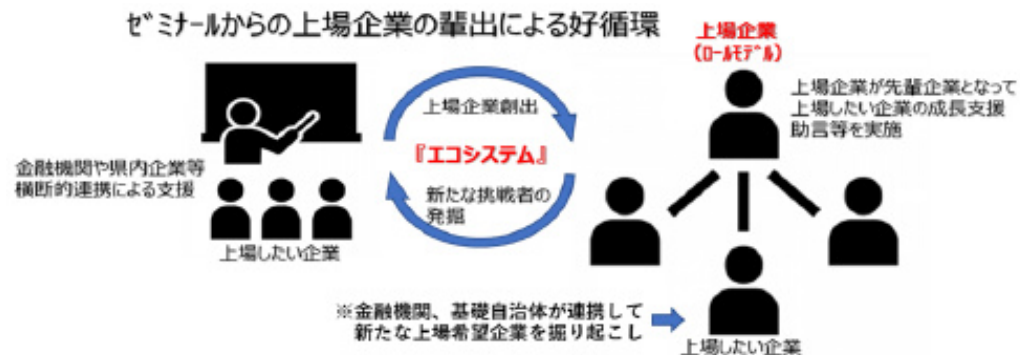 ｾﾞﾐﾅｰﾙからの上場企業の輩出による好循環
上場企業
(ﾛｰﾙﾓﾃﾞﾙ)
上場企業が先輩企業となって
上場したい企業の成長支援
助言等を実施
上場企業創出
『エコシステム』
金融機関や県内企業等
横断的連携による支援
新たな挑戦者の
発掘
上場したい企業
※金融機関、基礎自治体が連携して
新たな上場希望企業を掘り起こし
上場したい企業